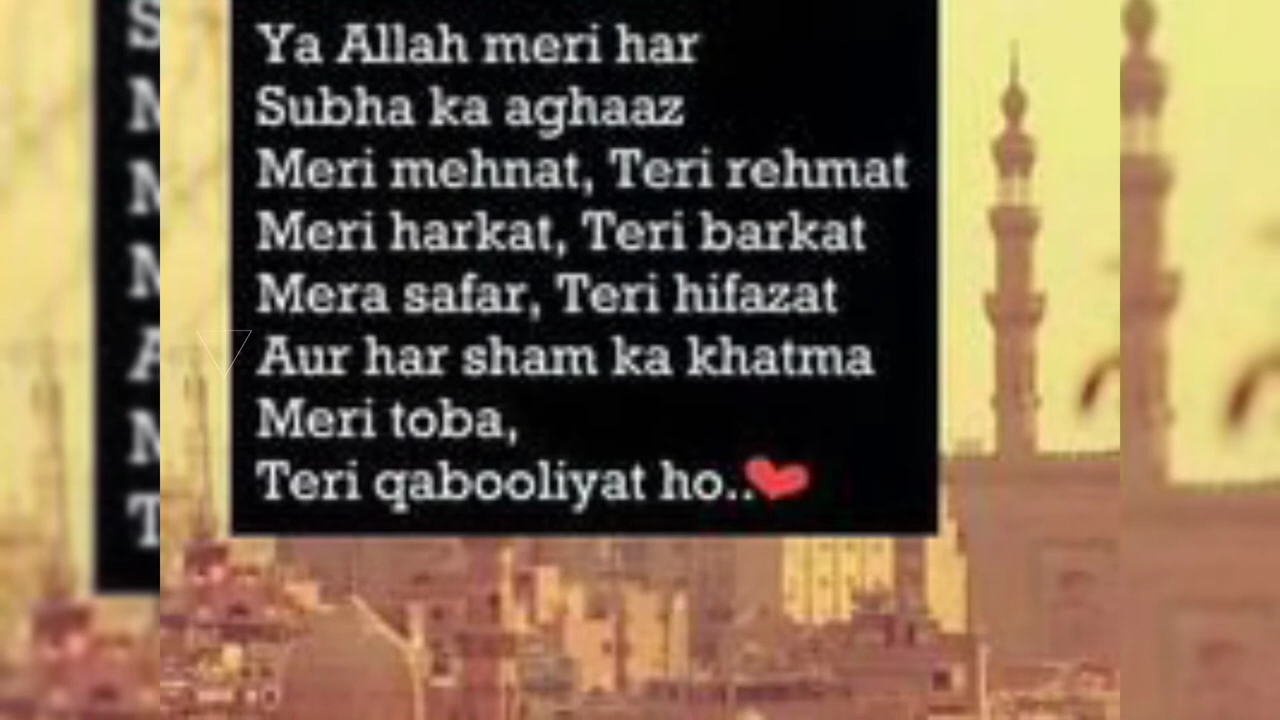 Ya Allah meri har
Subha ka aghaaz
Meri mehnat, Teri rehmat
Meri harkat, Teri barkat
Mera safar, Teri hifazat
Aur har sham ka khatma
Meri toba,
Teri qabooliyat ho..❤